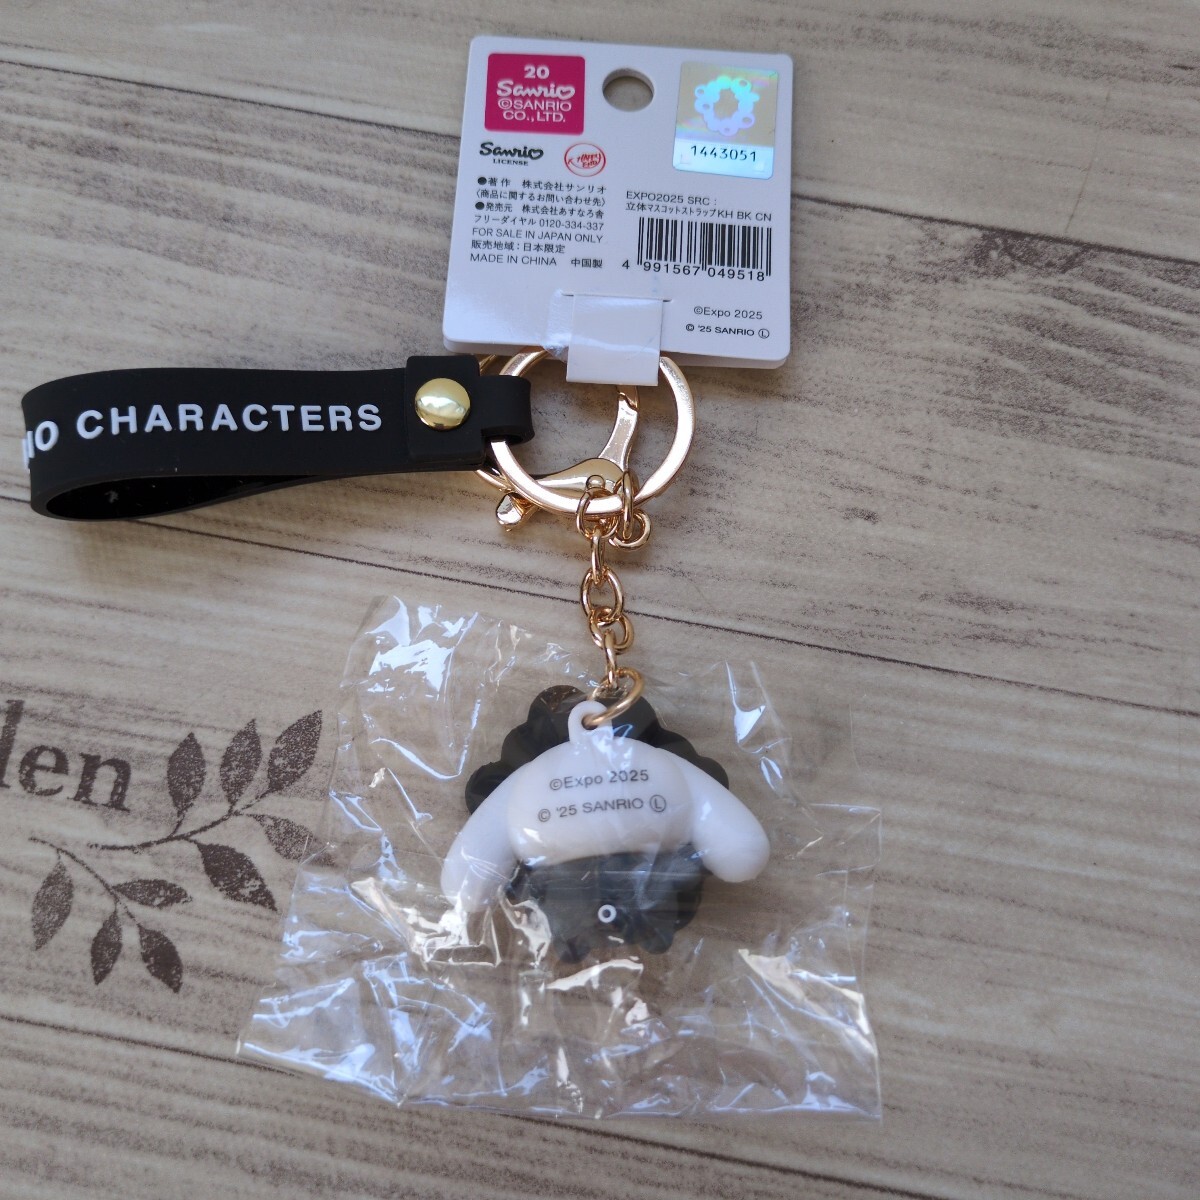 20
Sanrio
©SANRIO
CO.,LTD.
Sanrio
LICENSE
1443051
●著作 株式会社サンリオ
(商品に関するお問い合わせ先)
●発売元 株式会社あすなろ舎
フリーダイヤル 0120-334-337
FOR SALE IN JAPAN ONLY
販売地域：日本限定
MADE IN CHINA 中国製
EXPO2025 SRC：
立体マスコットストラップKH BK CN
4 991567 049518
©Expo 2025
© '25 SANRIO Ⓛ
IO CHARACTERS
©Expo 2025
© '25 SANRIO Ⓛ
den